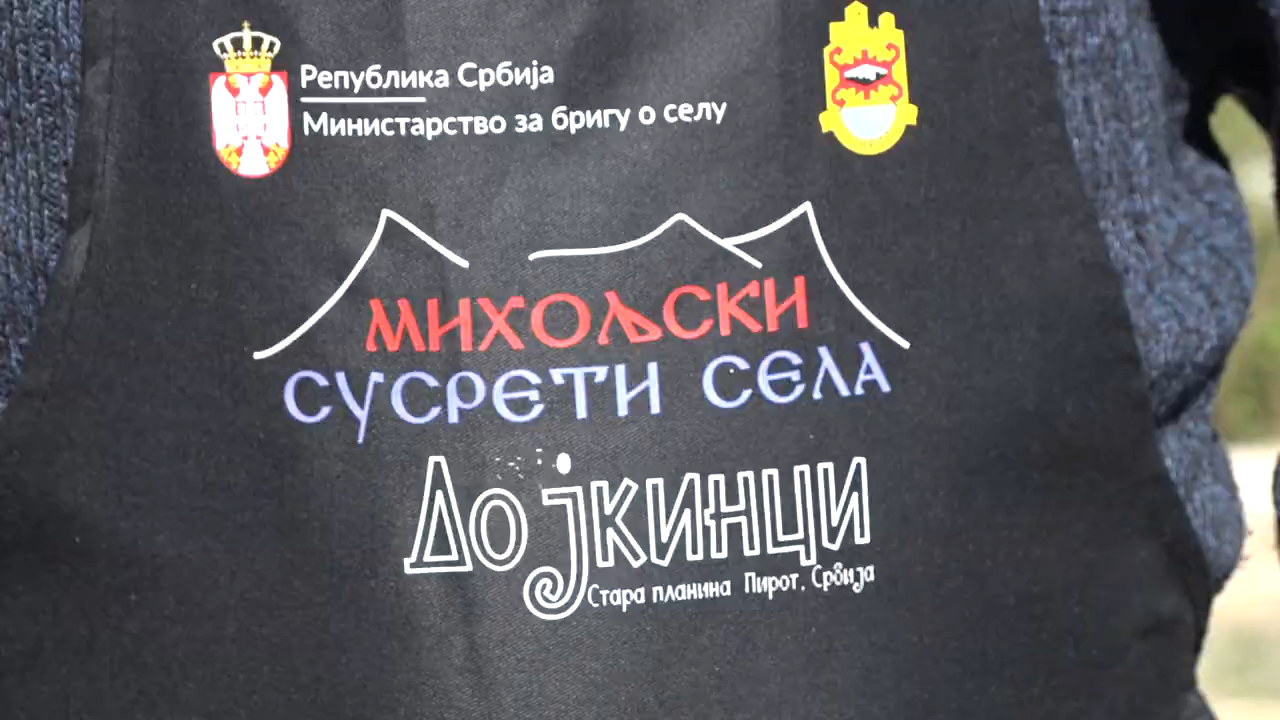 Република Србија
Министарство за бригу о селу
МИХОЉСКИ
СУСРЕТИ СЕЛА
Дојкинци
Стара планина Пирот, Србија